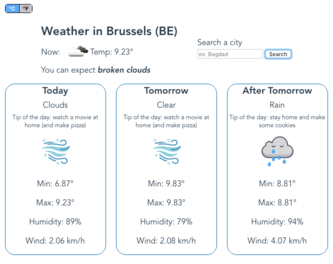 °C °F
Weather in Brussels (BE)
Now: Temp: 9.23°
Search a city
ex: Bagdad Search
You can expect broken clouds
Today
Clouds
Tip of the day: watch a movie at
home (and make pizza)
Min: 6.87°
Max: 9.23°
Humidity: 89%
Wind: 2.06 km/h
Tomorrow
Clear
Tip of the day: watch a movie at
home (and make pizza)
Min: 9.83°
Max: 9.83°
Humidity: 79%
Wind: 2.08 km/h
After Tomorrow
Rain
Tip of the day: stay home and make
some cookies
Min: 8.81°
Max: 8.81°
Humidity: 94%
Wind: 4.07 km/h